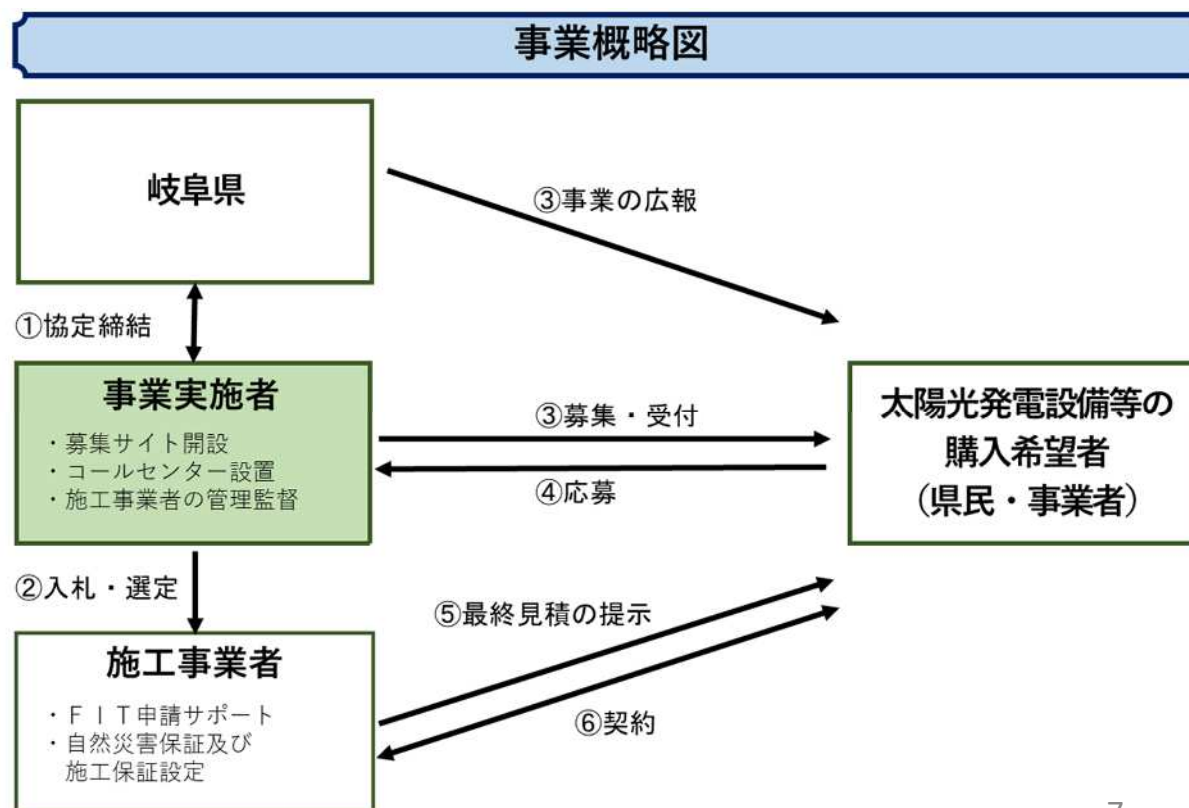 事業概略図
岐阜県
③事業の広報
①協定締結
事業実施者
・募集サイト開設
・コールセンター設置
・施工事業者の管理監督
③募集・受付
④応募
太陽光発電設備等の
購入希望者
(県民・事業者)
②入札・選定
⑤最終見積の提示
施工事業者
・ＦＩＴ申請サポート
・自然災害保証及び
施工保証設定
⑥契約
7